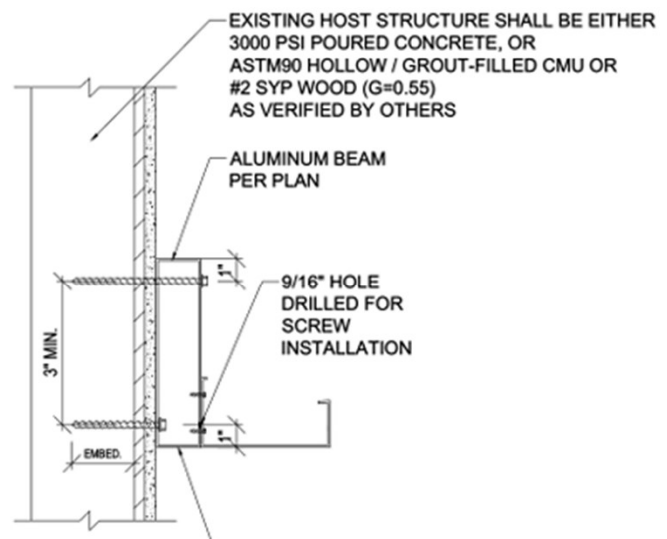 EXISTING HOST STRUCTURE SHALL BE EITHER
3000 PSI POURED CONCRETE, OR
ASTM90 HOLLOW / GROUT-FILLED CMU OR
#2 SYP WOOD (G=0.55)
AS VERIFIED BY OTHERS
ALUMINUM BEAM
PER PLAN
1"
9/16" HOLE
DRILLED FOR
SCREW
INSTALLATION
3" MIN.
1"
EMBED.